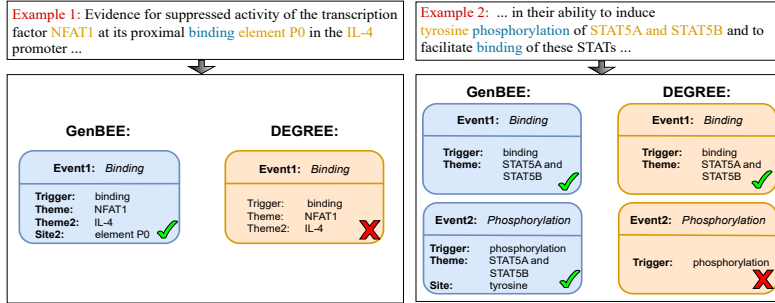 Example 1: Evidence for suppressed activity of the transcription
factor NFAT1 at its proximal binding element P0 in the IL-4
promoter ...
GenBEE:
DEGREE:
Event1: Binding
Trigger: binding
Theme: NFAT1
Theme2: IL-4
Site2: element P0
Event1: Binding
Trigger: binding
Theme: NFAT1
Theme2: IL-4
Example 2: ... in their ability to induce
tyrosine phosphorylation of STAT5A and STAT5B and to
facilitate binding of these STATs ...
GenBEE:
DEGREE:
Event1: Binding
Trigger: binding
Theme: STAT5A and
STAT5B
Event1: Binding
Trigger: binding
Theme: STAT5A and
STAT5B
Event2: Phosphorylation
Trigger: phosphorylation
Theme: STAT5A and
STAT5B
Site: tyrosine
Event2: Phosphorylation
Trigger: phosphorylation